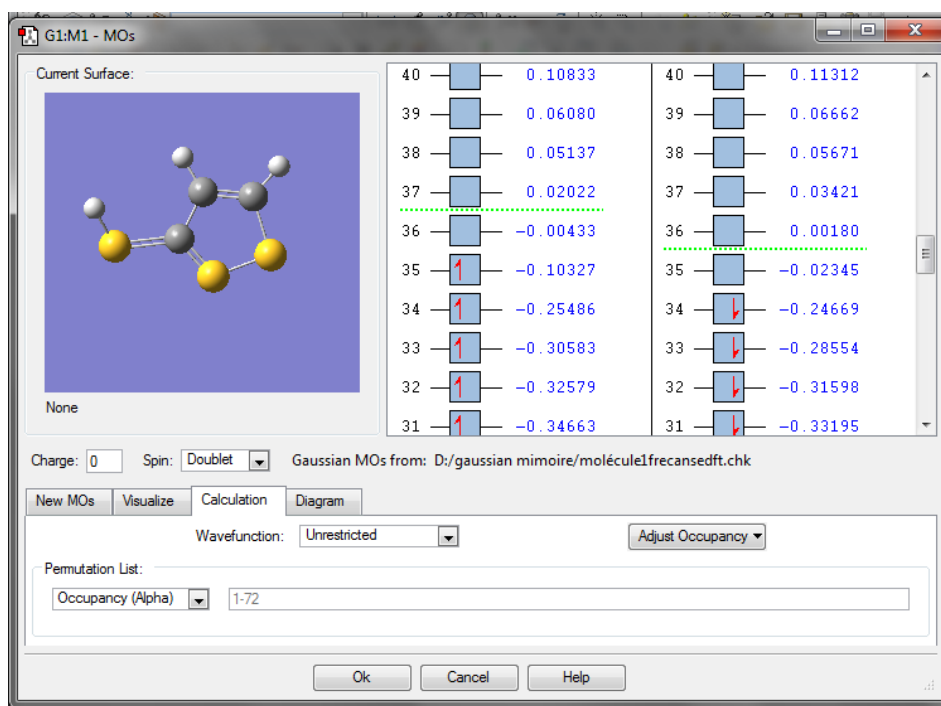 G1:M1 - MOs
Current Surface:
None
40 0.10833 40 0.11312
39 0.06080 39 0.06662
38 0.05137 38 0.05671
37 0.02022 37 0.03421
36 -0.00433 36 0.00180
35 -0.10327 35 -0.02345
34 -0.25486 34 -0.24669
33 -0.30583 33 -0.28554
32 -0.32579 32 -0.31598
31 -0.34663 31 -0.33195
Charge: 0 Spin: Doublet Gaussian MOs from: D:/gaussian mimoire/molécule1frecansedft.chk
New MOs Visualize Calculation Diagram
Wavefunction: Unrestricted Adjust Occupancy
Permutation List:
Occupancy (Alpha) 1-72
Ok Cancel Help